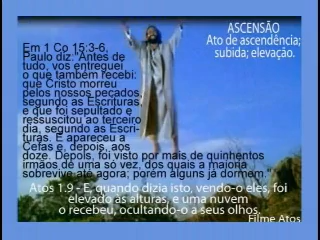 ASCENSÃO
Ato de ascendência;
subida; elevação.
Em 1 Co 15:3-6,
Paulo diz:"Antes de
tudo, vos entreguei
o que também recebi:
que Cristo morreu
pelos nossos pecados,
segundo as Escrituras,
e que foi sepultado e
ressuscitou ao terceiro
dia, segundo as Escri-
turas. E apareceu a
Cefas e, depois, aos
doze. Depois, foi visto por mais de quinhentos
irmãos de uma só vez, dos quais a maioria
sobrevive até agora; porém alguns já dormem."
Atos 1.9 - E, quando dizia isto, vendo-o eles, foi
elevado às alturas, e uma nuvem
o recebeu, ocultando-o a seus olhos.
Filme Atos